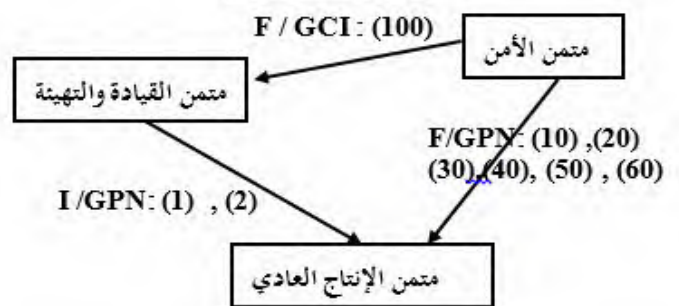 F / GCI : (100)
متمن الأمن
متمن القيادة والتهيئة
F/GPN: (10) ,(20)
(30),(40), (50) , (60)
I /GPN: (1) , (2)
متمن الإنتاج العادي